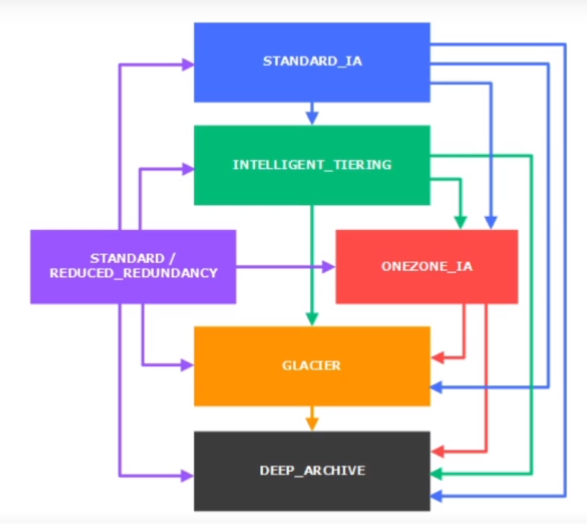 STANDARD_IA
INTELLIGENT_TIERING
STANDARD /
REDUCED_REDUNDANCY
ONEZONE_IA
GLACIER
DEEP_ARCHIVE